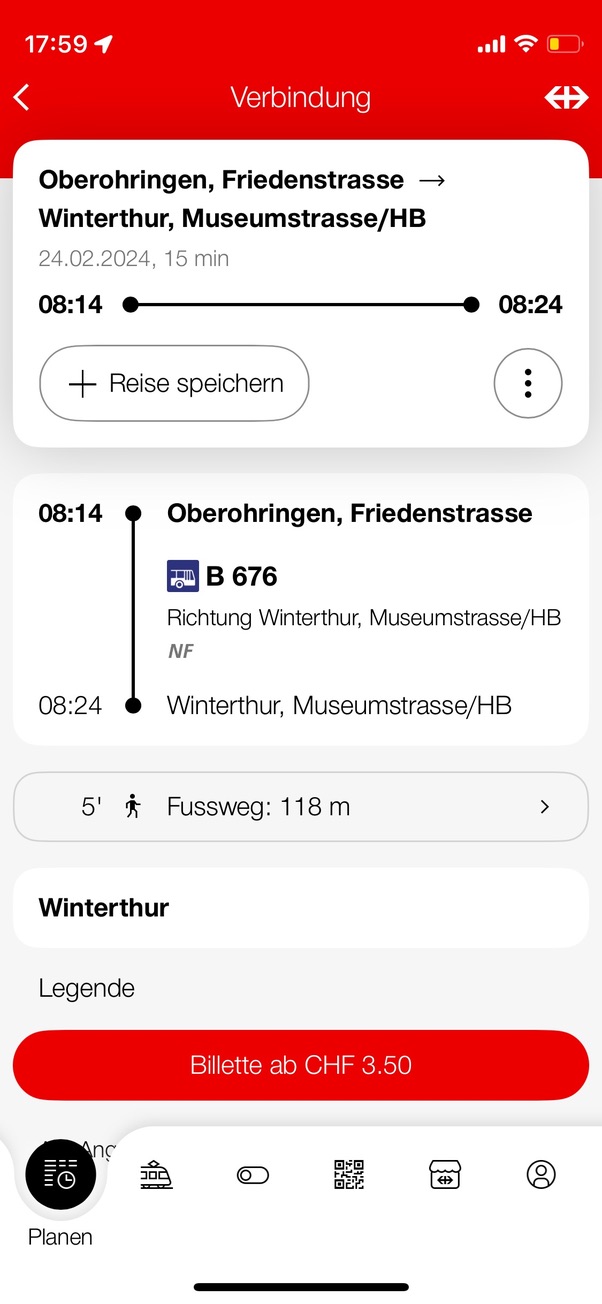 17:59
Verbindung
Oberohringen, Friedenstrasse →
Winterthur, Museumstrasse/HB
24.02.2024, 15 min
08:14 08:24
+ Reise speichern
08:14 Oberohringen, Friedenstrasse
B 676
Richtung Winterthur, Museumstrasse/HB
NF
08:24 Winterthur, Museumstrasse/HB
5' Fussweg: 118 m
Winterthur
Legende
Billette ab CHF 3.50
Planen